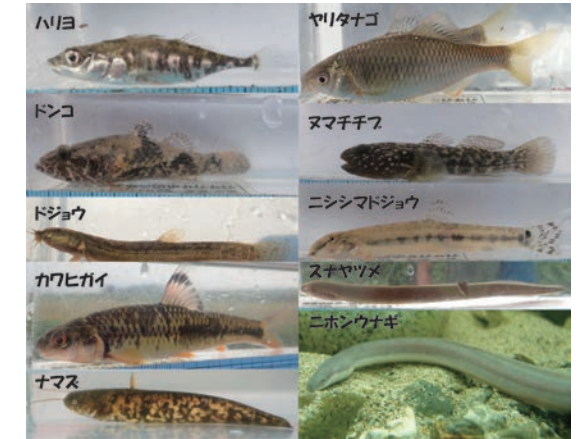 ハリヨ
ドンコ
ドジョウ
カワヒガイ
ナマズ
ヤリタナゴ
ヌマチチブ
ニシシマドジョウ
スナヤツメ
ニホンウナギ